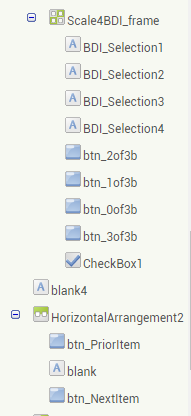 Scale4BDI_frame
A BDI_Selection1
A BDI_Selection2
A BDI_Selection3
A BDI_Selection4
btn_2of3b
btn_1of3b
btn_0of3b
btn_3of3b
CheckBox1
A blank4
HorizontalArrangement2
btn_PriorItem
A blank
btn_NextItem